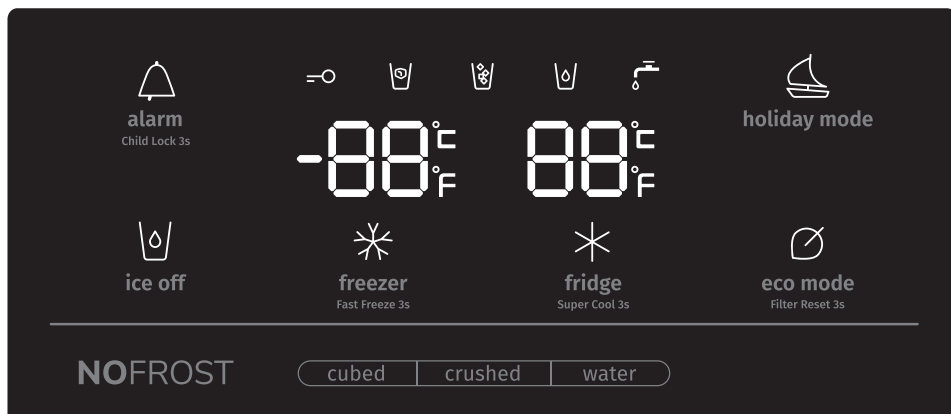 alarm
Child Lock 3s
-88°C °F
88°C °F
holiday mode
ice off
freezer
Fast Freeze 3s
fridge
Super Cool 3s
eco mode
Filter Reset 3s
NOFROST
cubed
crushed
water